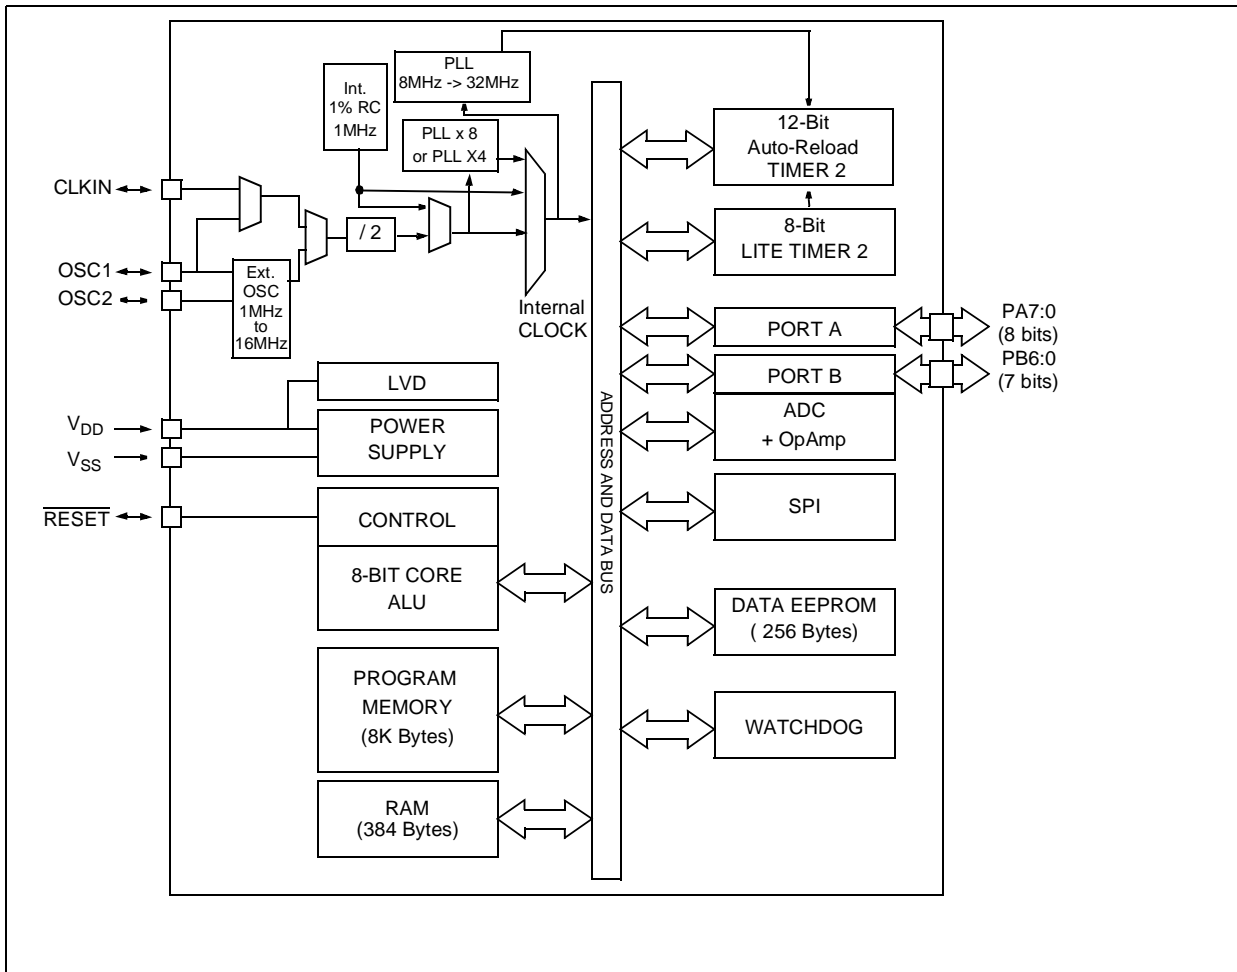 PLL
8MHz -> 32MHz
Int.
1% RC
1MHz
PLL x 8
or PLL X4
12-Bit
Auto-Reload
TIMER 2
CLKIN
/ 2
8-Bit
LITE TIMER 2
OSC1
OSC2
Ext.
OSC
1MHz
to
16MHz
Internal
CLOCK
PORT A
PA7:0
(8 bits)
PORT B
PB6:0
(7 bits)
LVD
ADC
+ OpAmp
VDD
VSS
POWER
SUPPLY
ADDRESS AND DATA BUS
RESET
CONTROL
SPI
8-BIT CORE
ALU
DATA EEPROM
( 256 Bytes)
PROGRAM
MEMORY
(8K Bytes)
WATCHDOG
RAM
(384 Bytes)